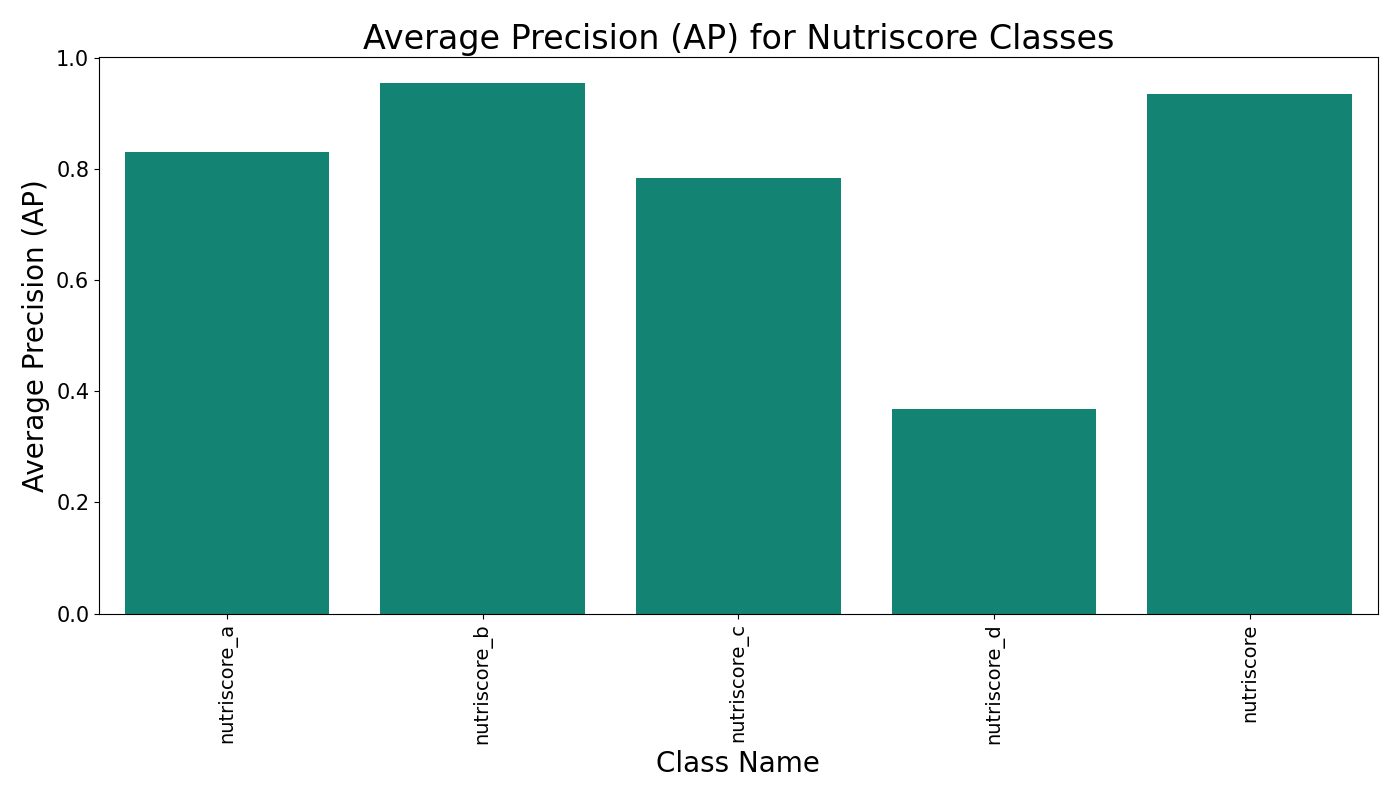 Average Precision (AP) for Nutriscore Classes
Average Precision (AP)
1.0
0.8
0.6
0.4
0.2
0.0
nutriscore_a
nutriscore_b
nutriscore_c
nutriscore_d
nutriscore
Class Name